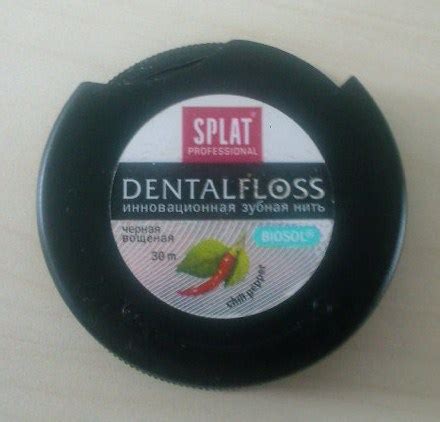 SPLAT
PROFESSIONAL
DENTALFLOSS
инновационная зубная нить
черная
вощеная
BIOSOL®
30 m
chili pepper